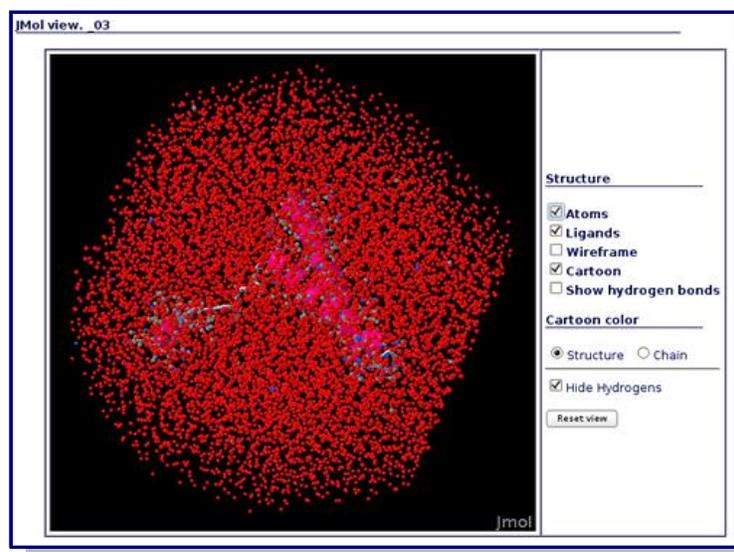 JMol view. _03
Structure
Atoms
Ligands
Wireframe
Cartoon
Show hydrogen bonds
Cartoon color
Structure Chain
Hide Hydrogens
Reset view
Jmol